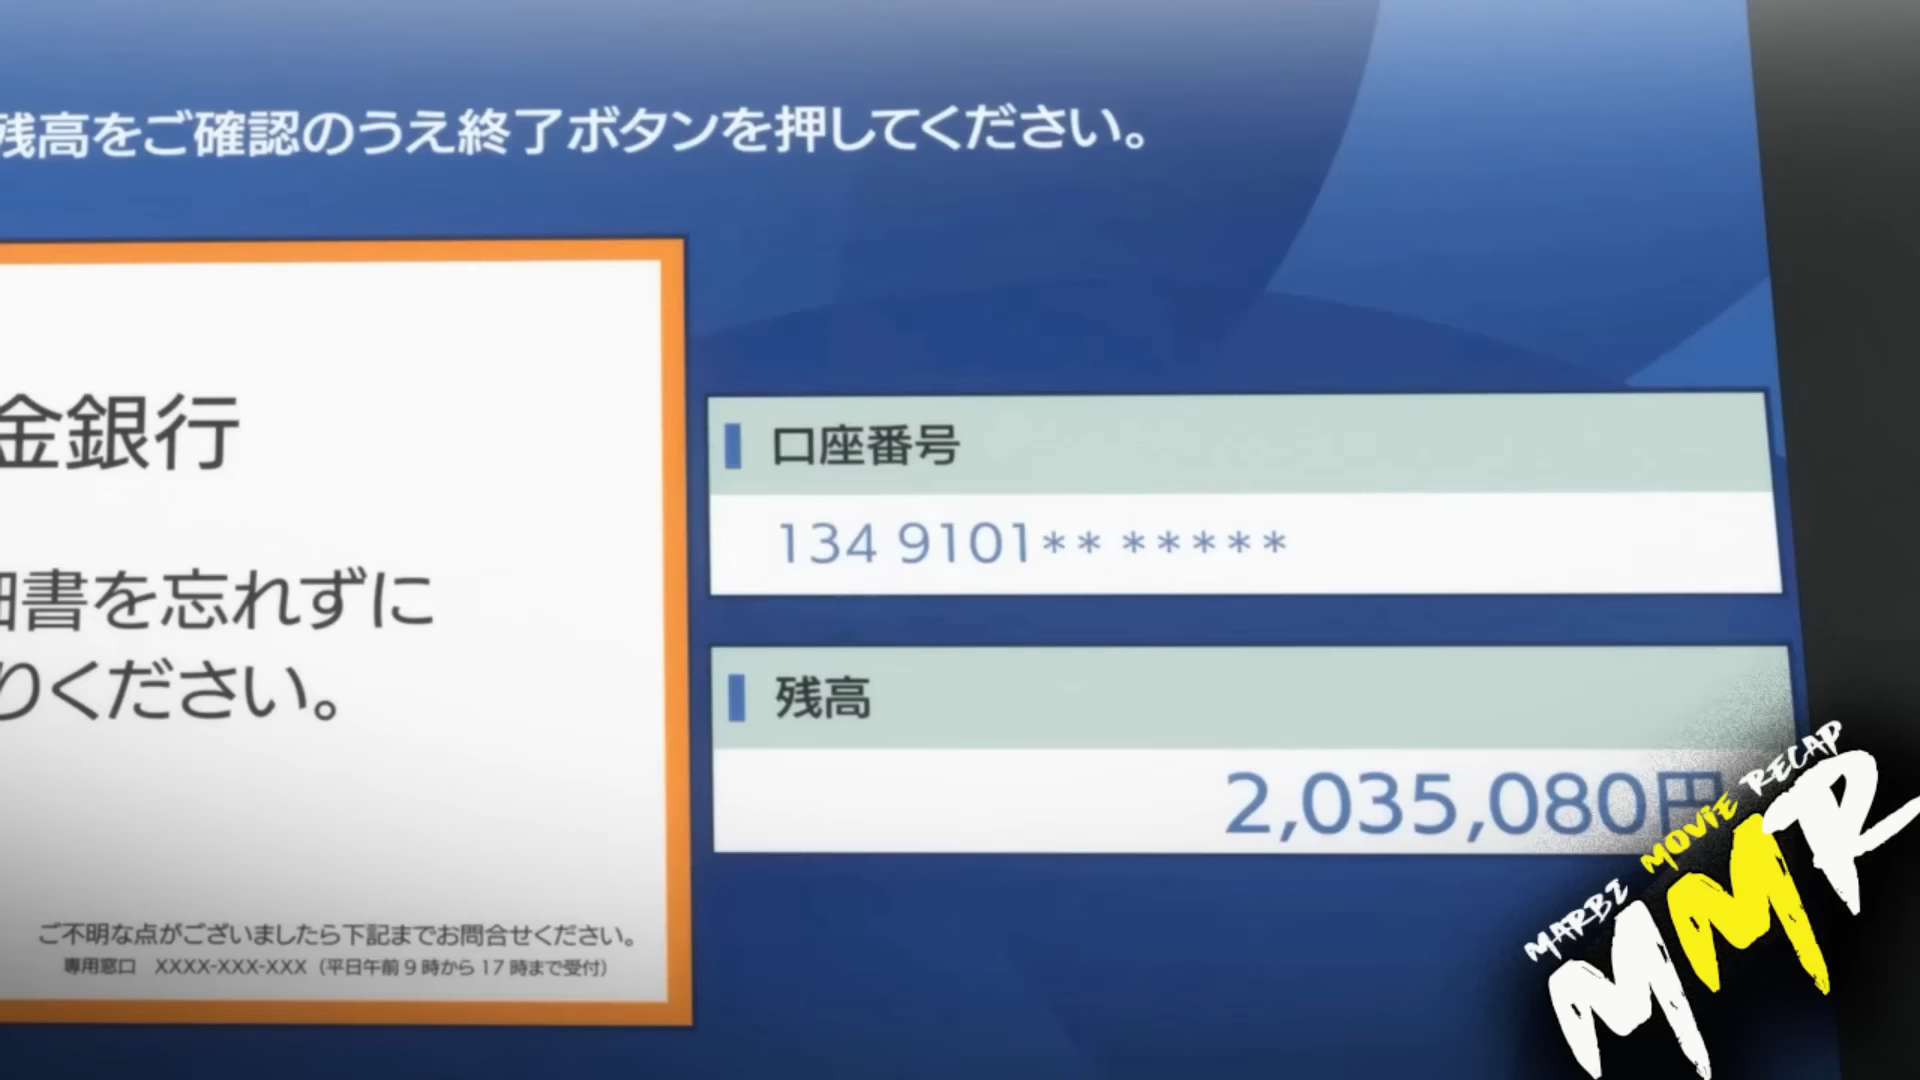 残高をご確認のうえ終了ボタンを押してください。
金銀行
書を忘れずに
りください。
口座番号
134 9101** *****
残高
2,035,080円
ご不明な点がございましたら下記までお問合せください。
専用窓口 XXXX-XXX-XXX（平日午前9時から17時まで受付）
MARBI MOVIE RECAP
MMR